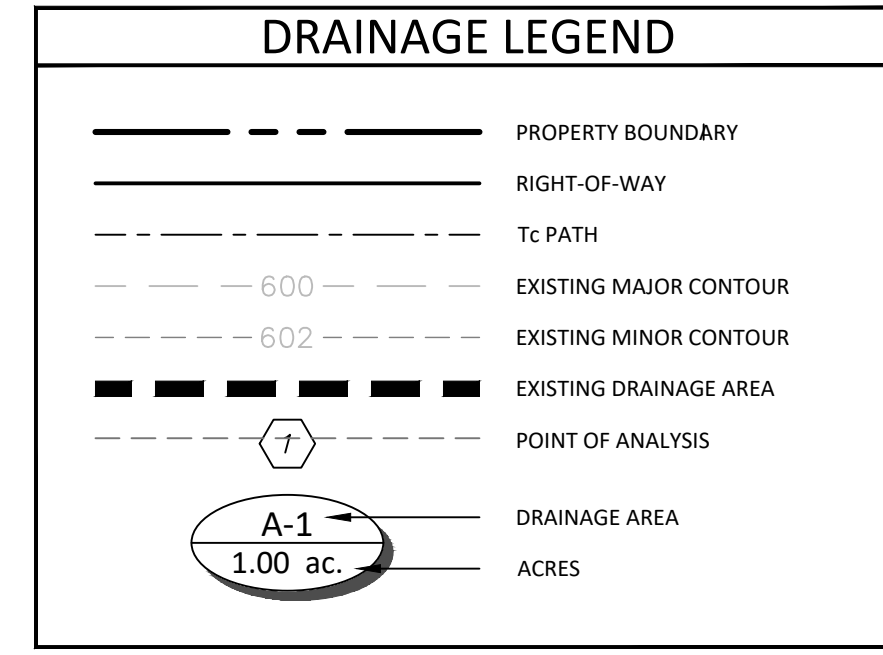 DRAINAGE LEGEND
PROPERTY BOUNDARY
RIGHT-OF-WAY
Tc PATH
600 EXISTING MAJOR CONTOUR
602 EXISTING MINOR CONTOUR
EXISTING DRAINAGE AREA
1 POINT OF ANALYSIS
A-1 DRAINAGE AREA
1.00 ac. ACRES